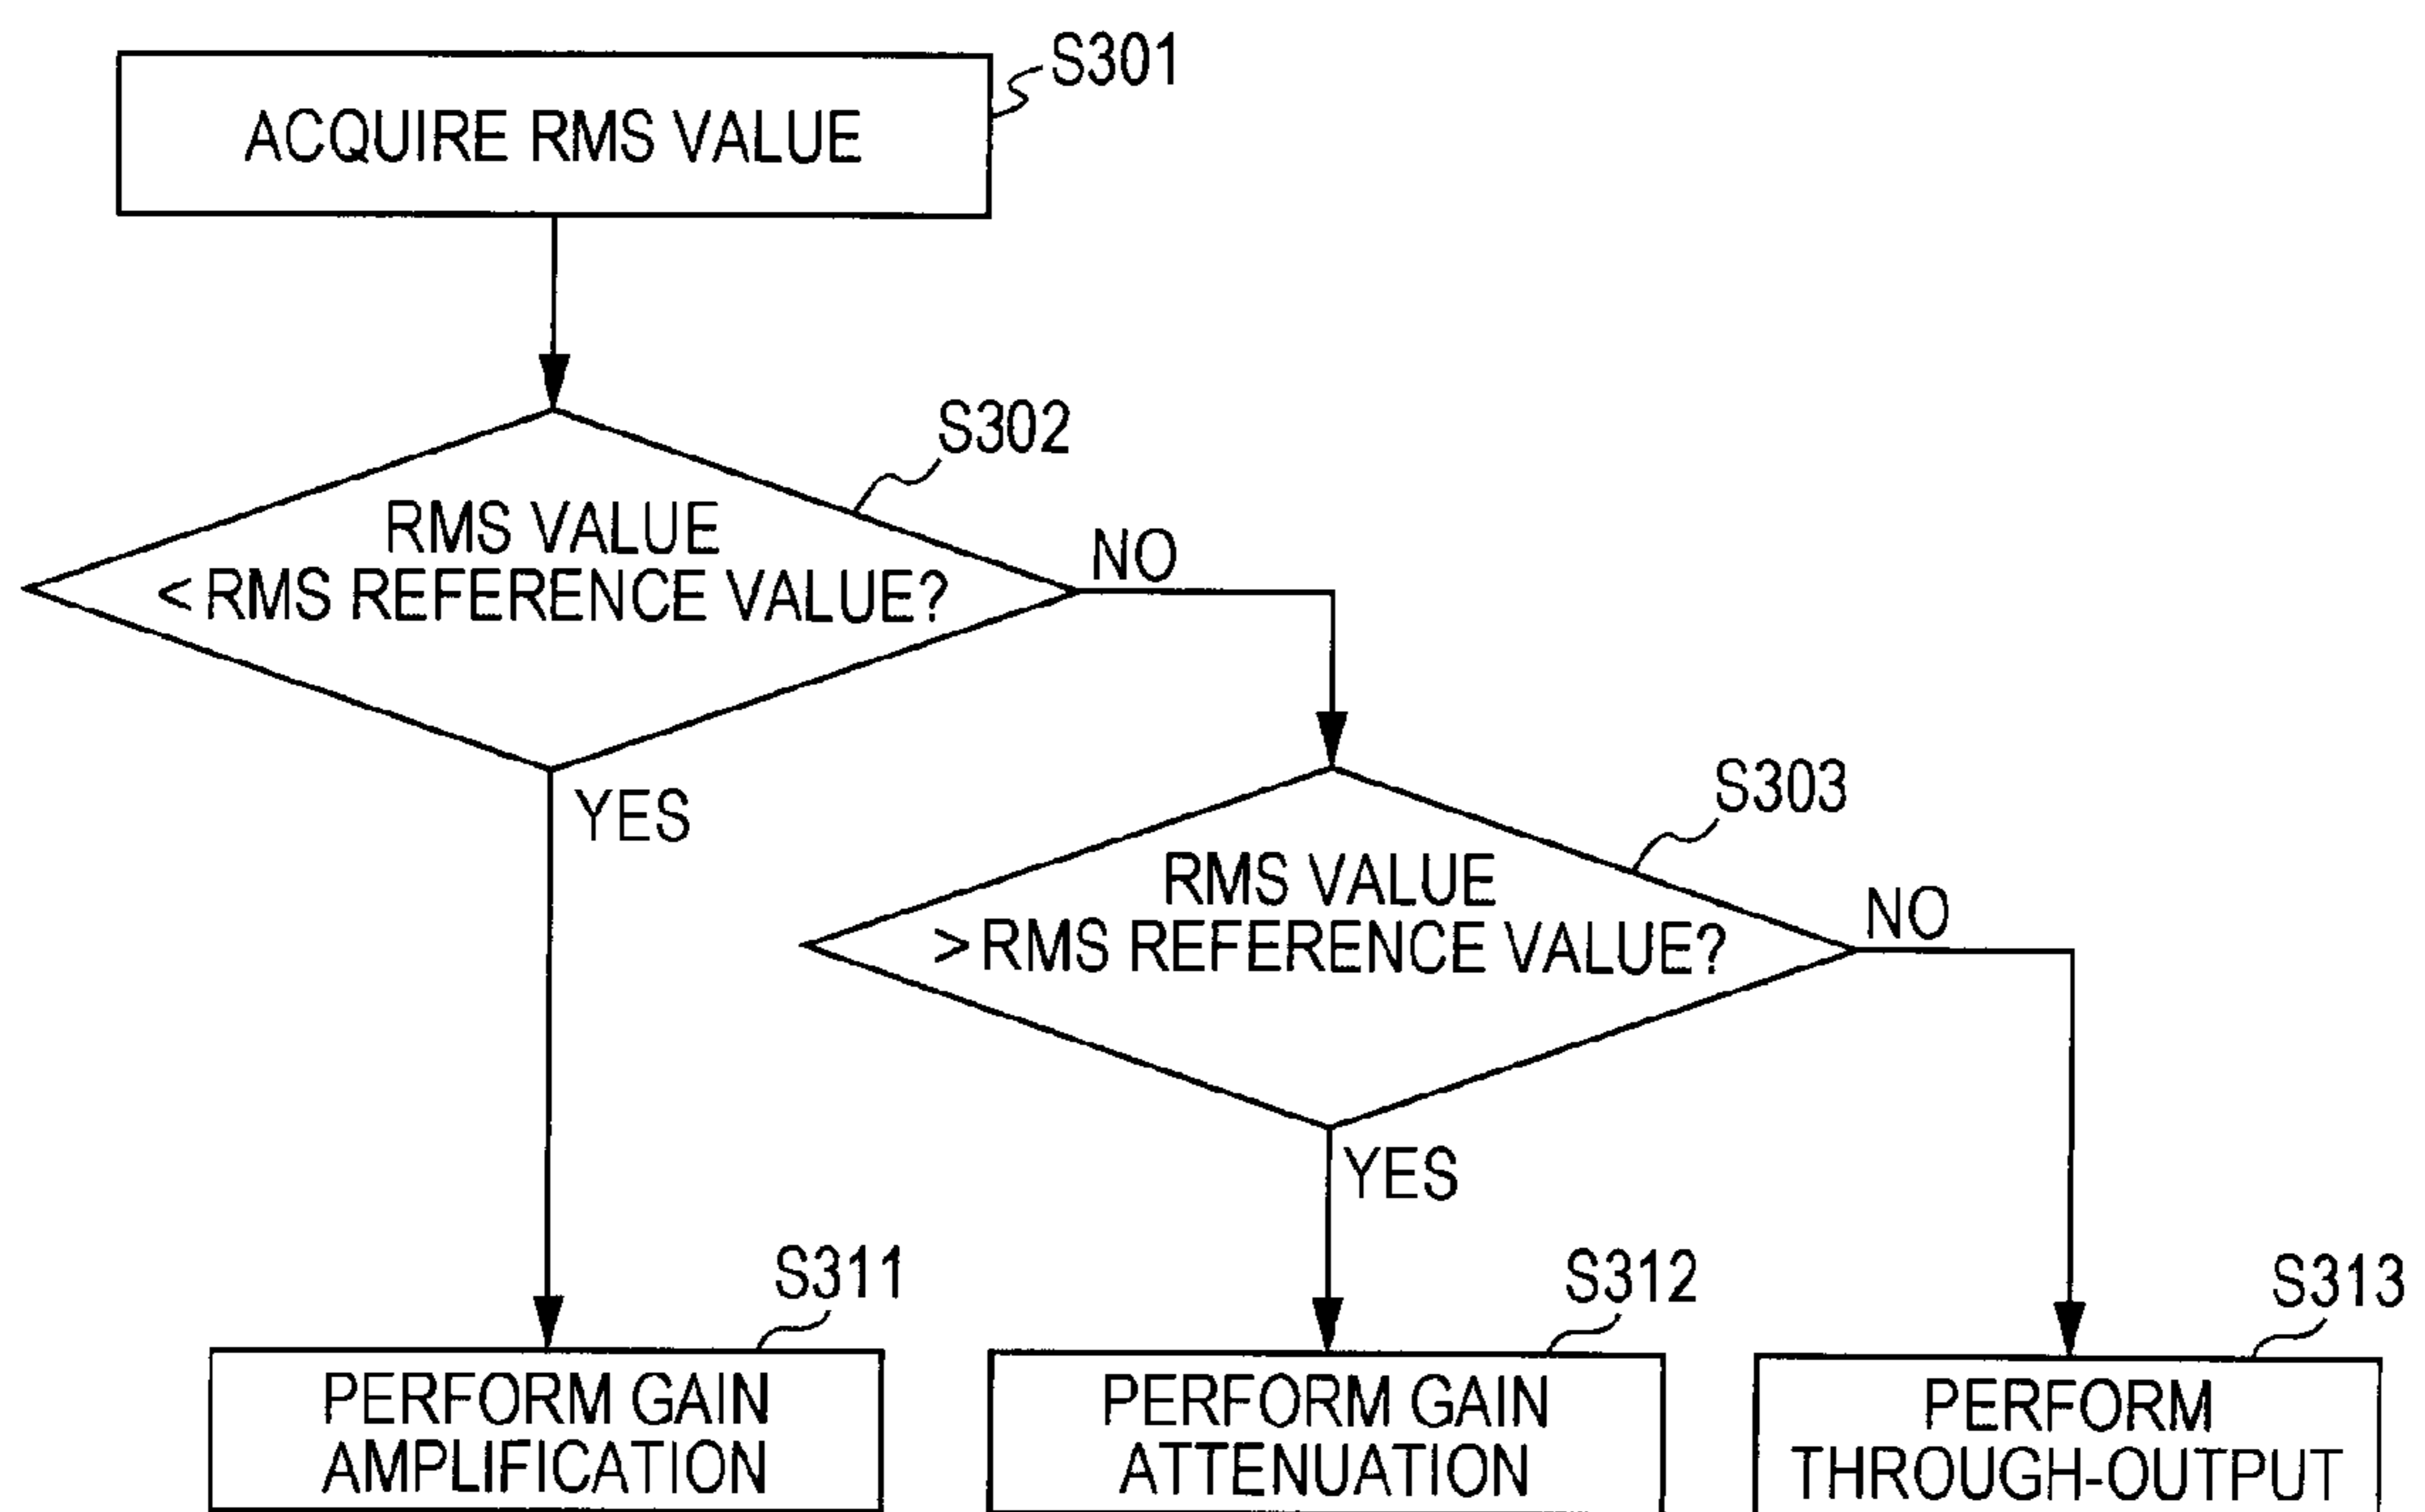 S301
ACQUIRE RMS VALUE
S302
RMS VALUE
< RMS REFERENCE VALUE?
NO
YES
S303
RMS VALUE
> RMS REFERENCE VALUE?
NO
YES
S311
PERFORM GAIN
AMPLIFICATION
S312
PERFORM GAIN
ATTENUATION
S313
PERFORM
THROUGH-OUTPUT